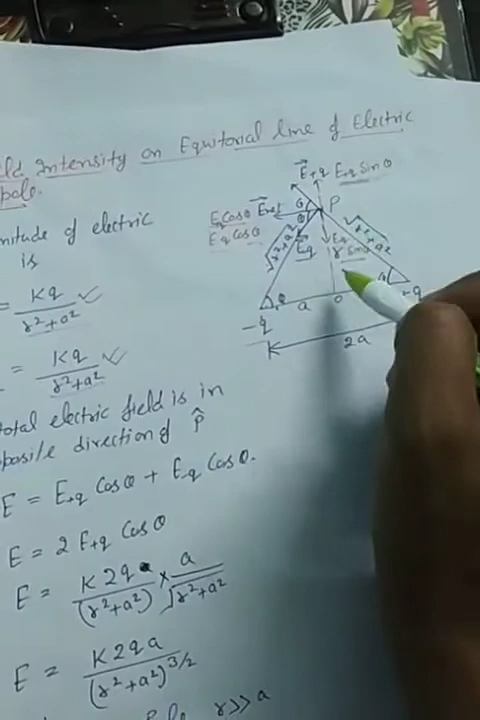 ld Intensity on Equitorial line of Electric
pole.
nitude of electric
is
= Kq / r²+a² ✓
= Kq / r²+a² ✓
total electric field is in
posite direction of p̂
E = E+q Cosθ + E-q Cosθ.
E = 2 E+q Cosθ
E = K2q / (r²+a²) × a / √r²+a²
E = K2qa / (r²+a²)^3/2
r>>a
E+q E+q Sinθ
P
E Cosθ
Eq Cosθ
√r²+a²
√r²+a²
θ
a
o
-q
2a